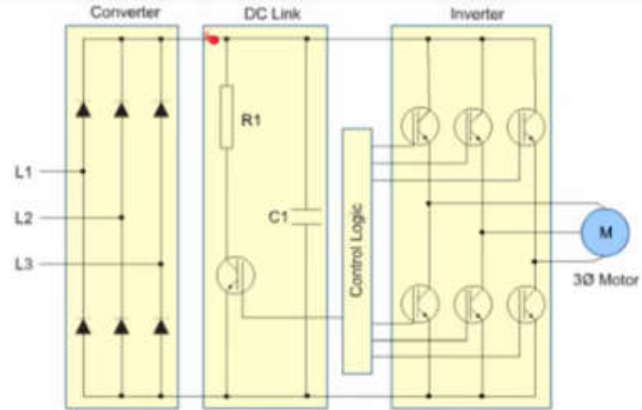 Converter
DC Link
Inverter
R1
L1
L2
L3
C1
Control Logic
M
3Ø Motor